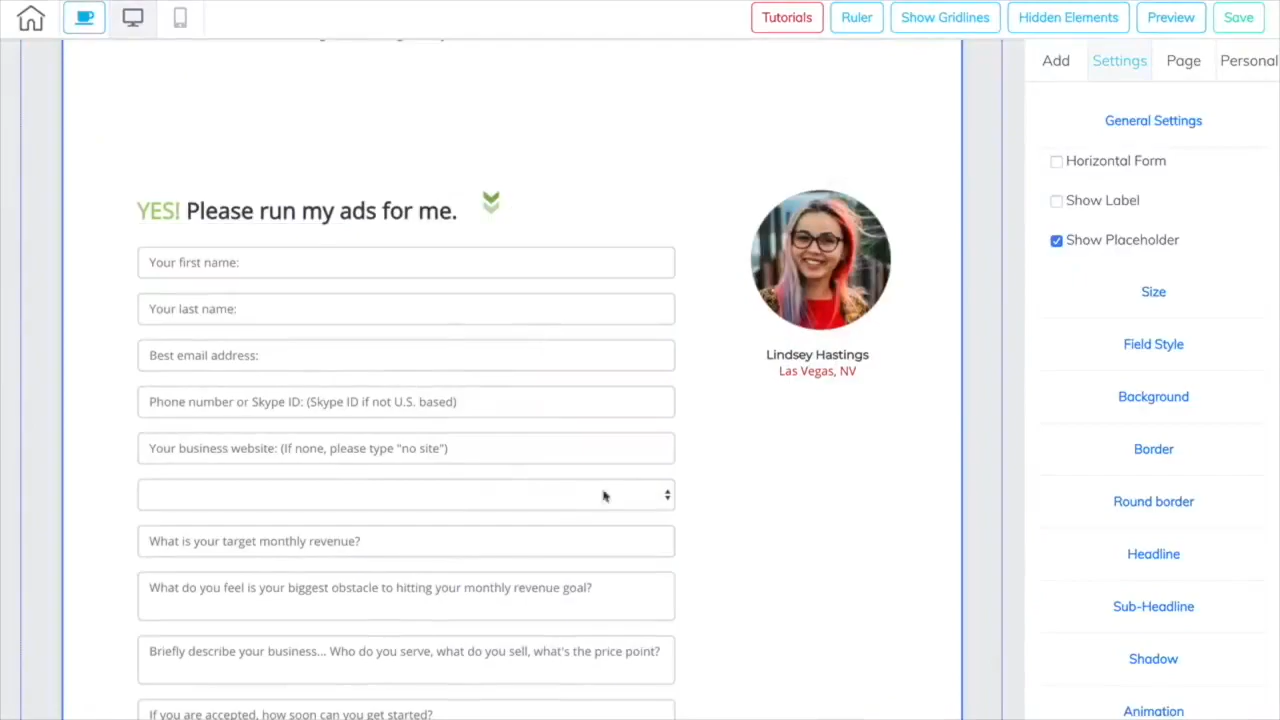 Tutorials Ruler Show Gridlines Hidden Elements Preview Save
Add Settings Page Personal
General Settings
Horizontal Form
Show Label
Show Placeholder
Size
Field Style
Background
Border
Round border
Headline
Sub-Headline
Shadow
Animation
YES! Please run my ads for me.
Your first name:
Your last name:
Best email address:
Phone number or Skype ID: (Skype ID if not U.S. based)
Your business website: (If none, please type "no site")
What is your target monthly revenue?
What do you feel is your biggest obstacle to hitting your monthly revenue goal?
Briefly describe your business... Who do you serve, what do you sell, what's the price point?
If you are accepted, how soon can you get started?
Lindsey Hastings
Las Vegas, NV